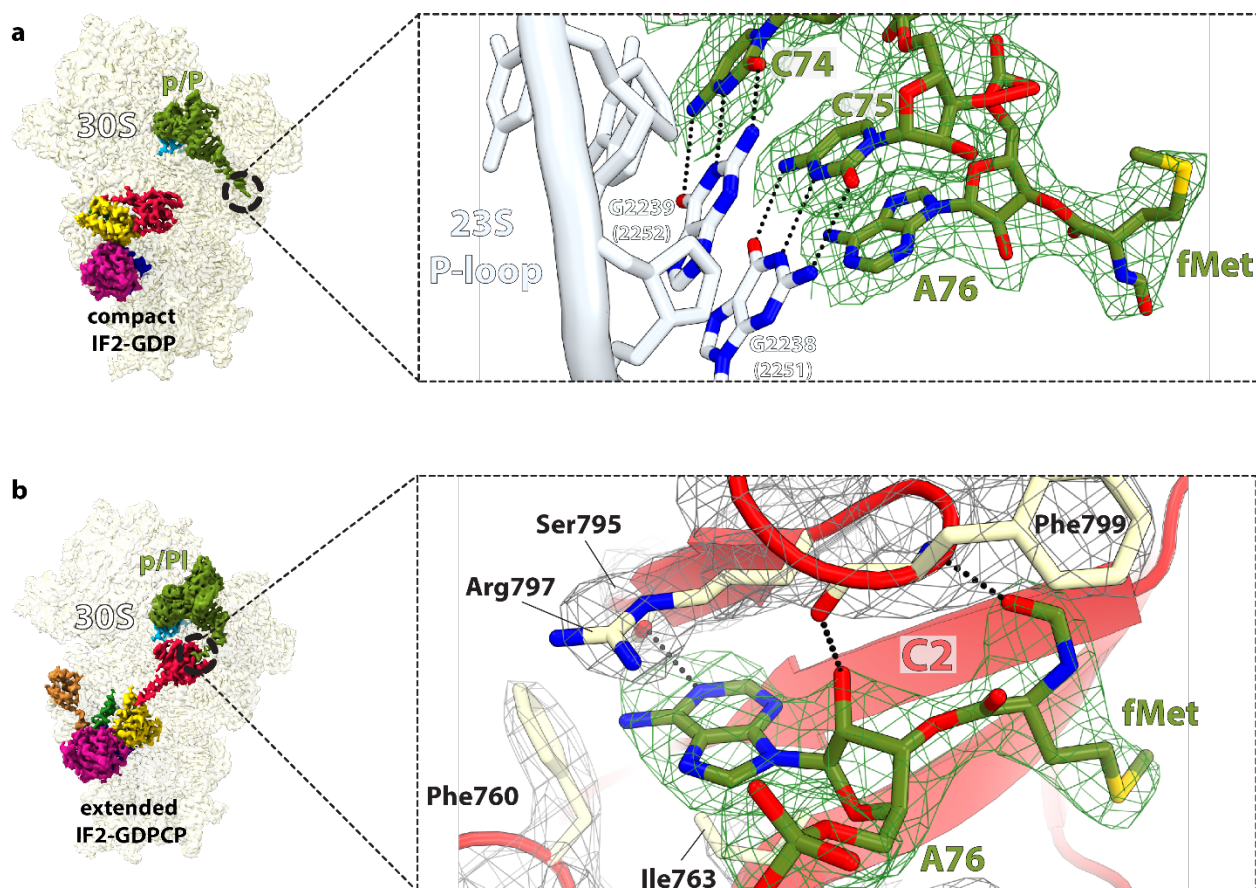 a
p/P
30S
compact
IF2-GDP
C74
C75
G2239
(2252)
23S
P-loop
A76
fMet
G2238
(2251)
b
p/PI
30S
extended
IF2-GDPCP
Ser795
Phe799
Arg797
C2
fMet
Phe760
A76
Ile763